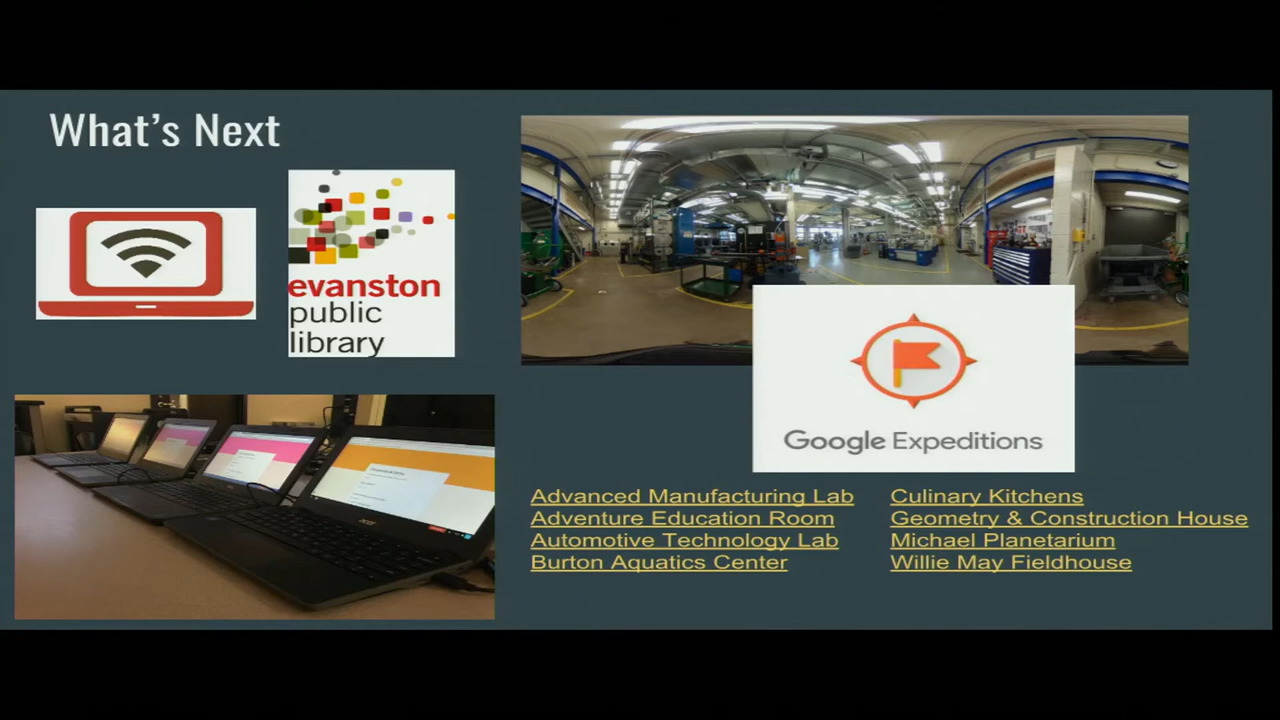 What's Next
evanston
public
library
Google Expeditions
Advanced Manufacturing Lab
Adventure Education Room
Automotive Technology Lab
Burton Aquatics Center
Culinary Kitchens
Geometry & Construction House
Michael Planetarium
Willie May Fieldhouse
acer